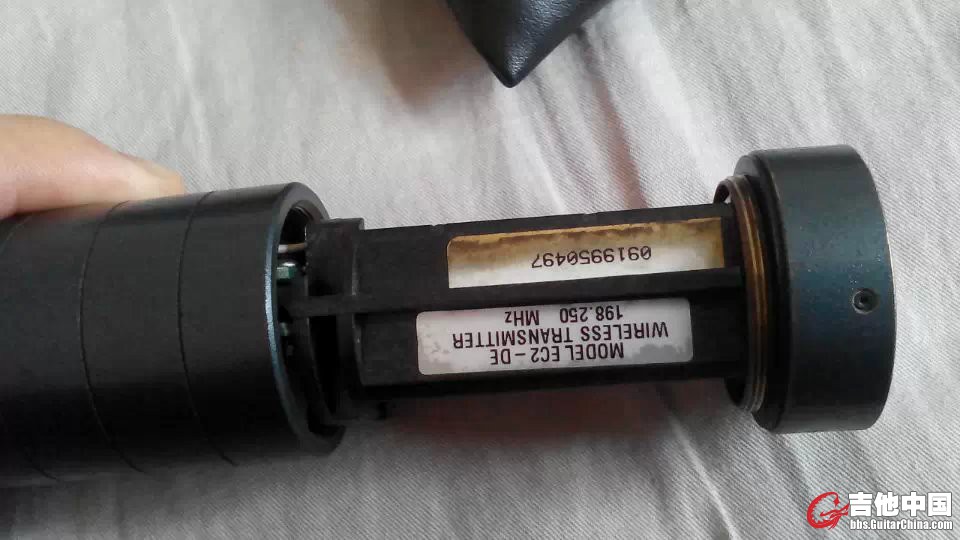 0919950497
MODEL EC2-DE
WIRELESS TRANSMITTER
198.250 MHz
吉他中国
bbs.GuitarChina.com